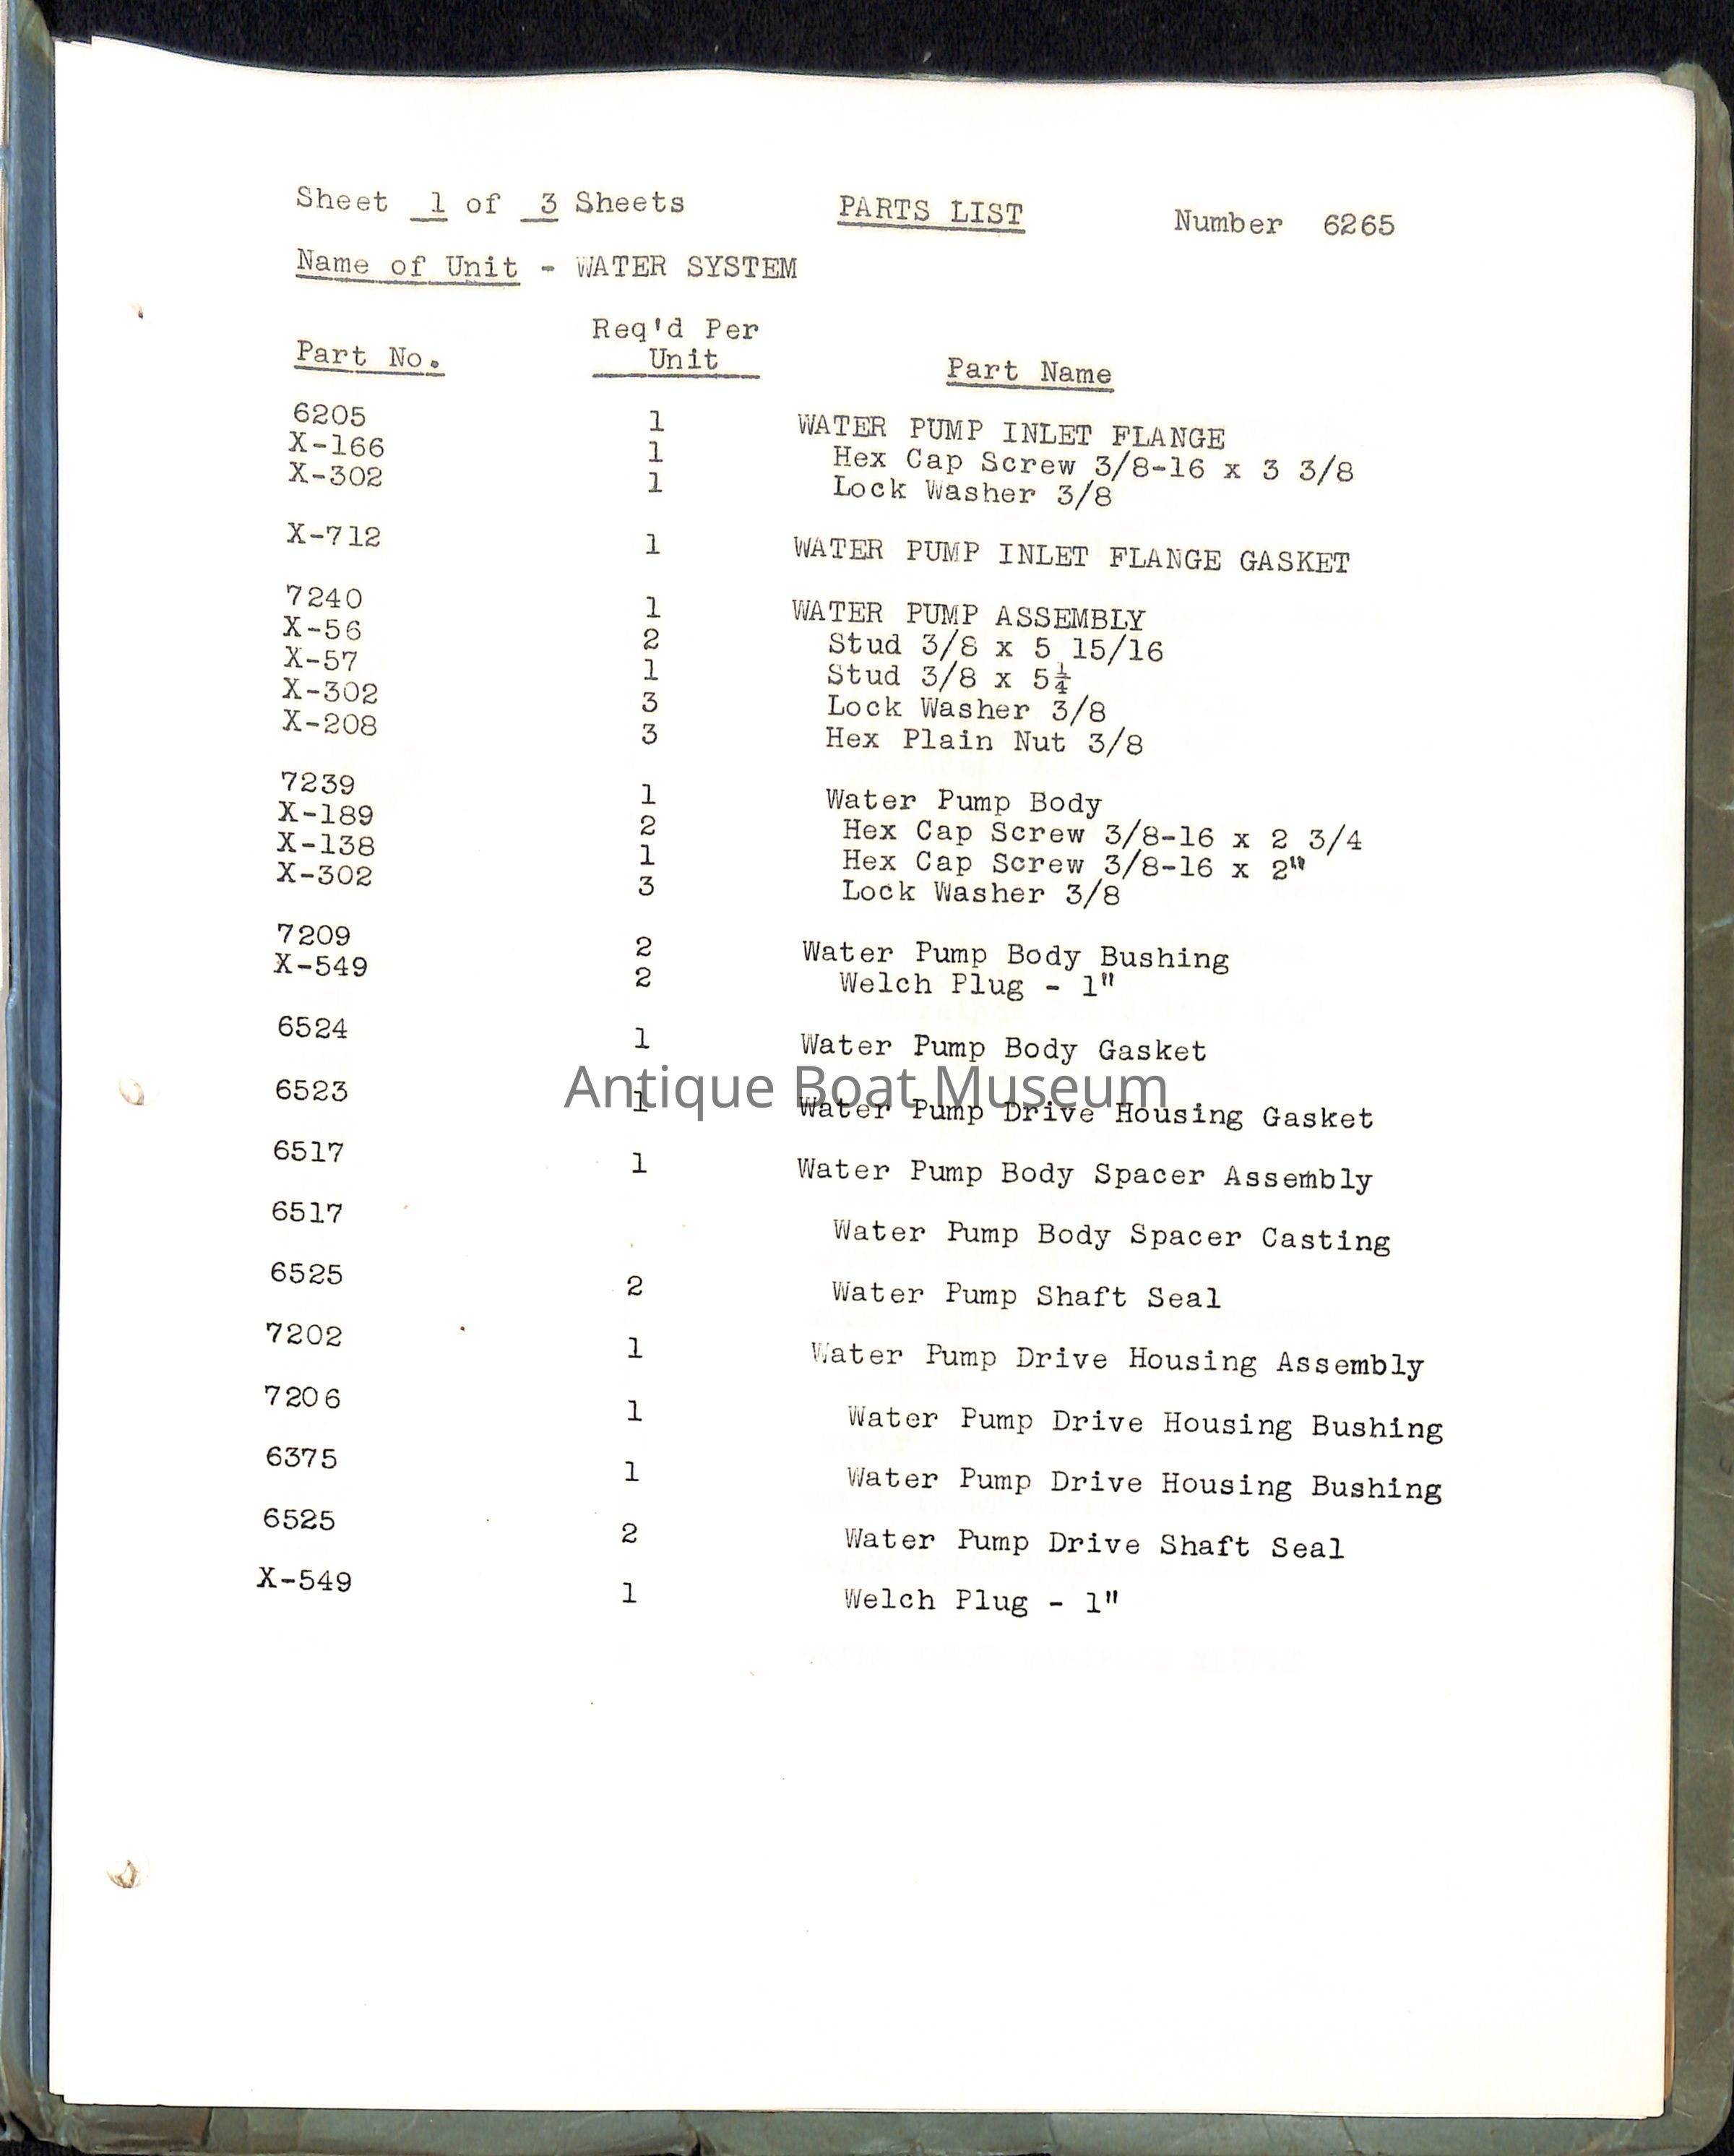 Sheet 1 of 3 Sheets PARTS LIST Number 6265
Name of Unit - WATER SYSTEM
Req'd Per
Part No. Unit Part Name
6205 1 WATER PUMP INLET FLANGE
X-166 1 Hex Cap Screw 3/8-16 x 3 3/8
X-302 1 Lock Washer 3/8
X-712 1 WATER PUMP INLET FLANGE GASKET
7240 1 WATER PUMP ASSEMBLY
X-56 2 Stud 3/8 x 5 15/16
X-57 1 Stud 3/8 x 5¼
X-302 3 Lock Washer 3/8
X-208 3 Hex Plain Nut 3/8
7239 1 Water Pump Body
X-189 2 Hex Cap Screw 3/8-16 x 2 3/4
X-138 1 Hex Cap Screw 3/8-16 x 2"
X-302 3 Lock Washer 3/8
7209 2 Water Pump Body Bushing
X-549 2 Welch Plug - 1"
6524 1 Water Pump Body Gasket
Antique Boat Museum
6523 1 Water Pump Drive Housing Gasket
6517 1 Water Pump Body Spacer Assembly
6517 Water Pump Body Spacer Casting
6525 2 Water Pump Shaft Seal
7202 1 Water Pump Drive Housing Assembly
7206 1 Water Pump Drive Housing Bushing
6375 1 Water Pump Drive Housing Bushing
6525 2 Water Pump Drive Shaft Seal
X-549 1 Welch Plug - 1"